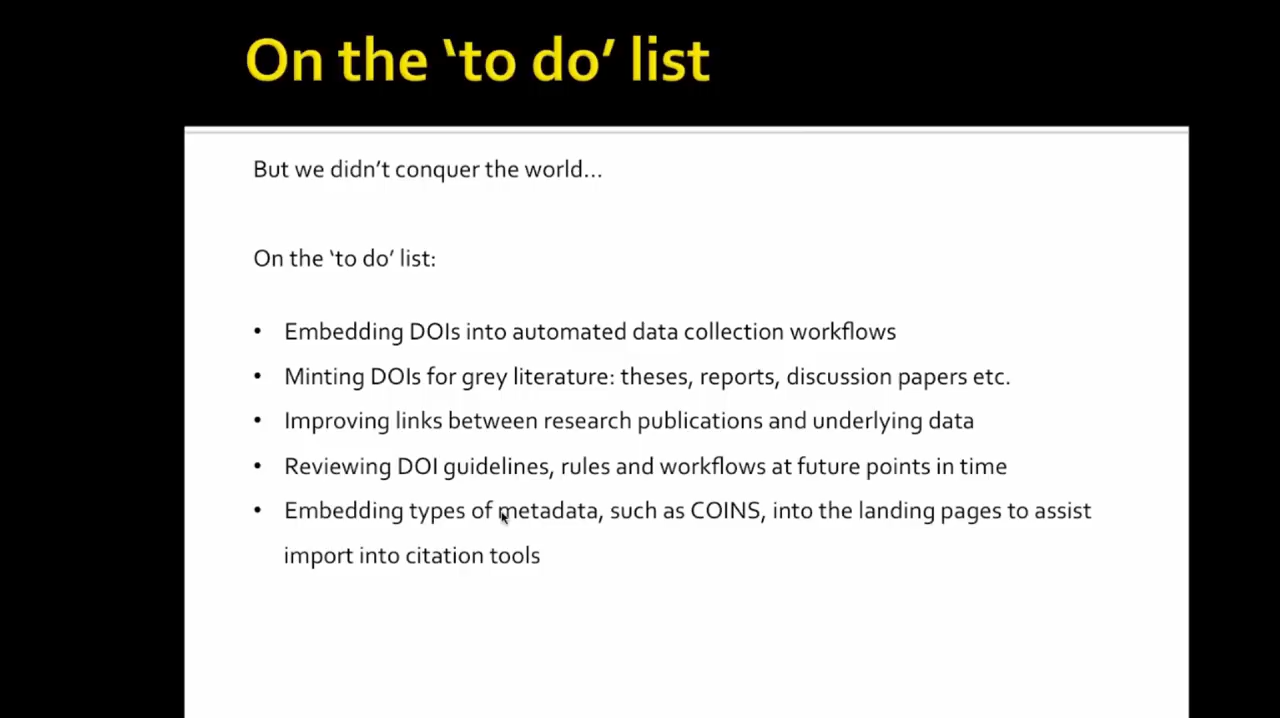 On the ‘to do’ list
But we didn’t conquer the world...
On the ‘to do’ list:
• Embedding DOIs into automated data collection workflows
• Minting DOIs for grey literature: theses, reports, discussion papers etc.
• Improving links between research publications and underlying data
• Reviewing DOI guidelines, rules and workflows at future points in time
• Embedding types of metadata, such as COINS, into the landing pages to assist
import into citation tools